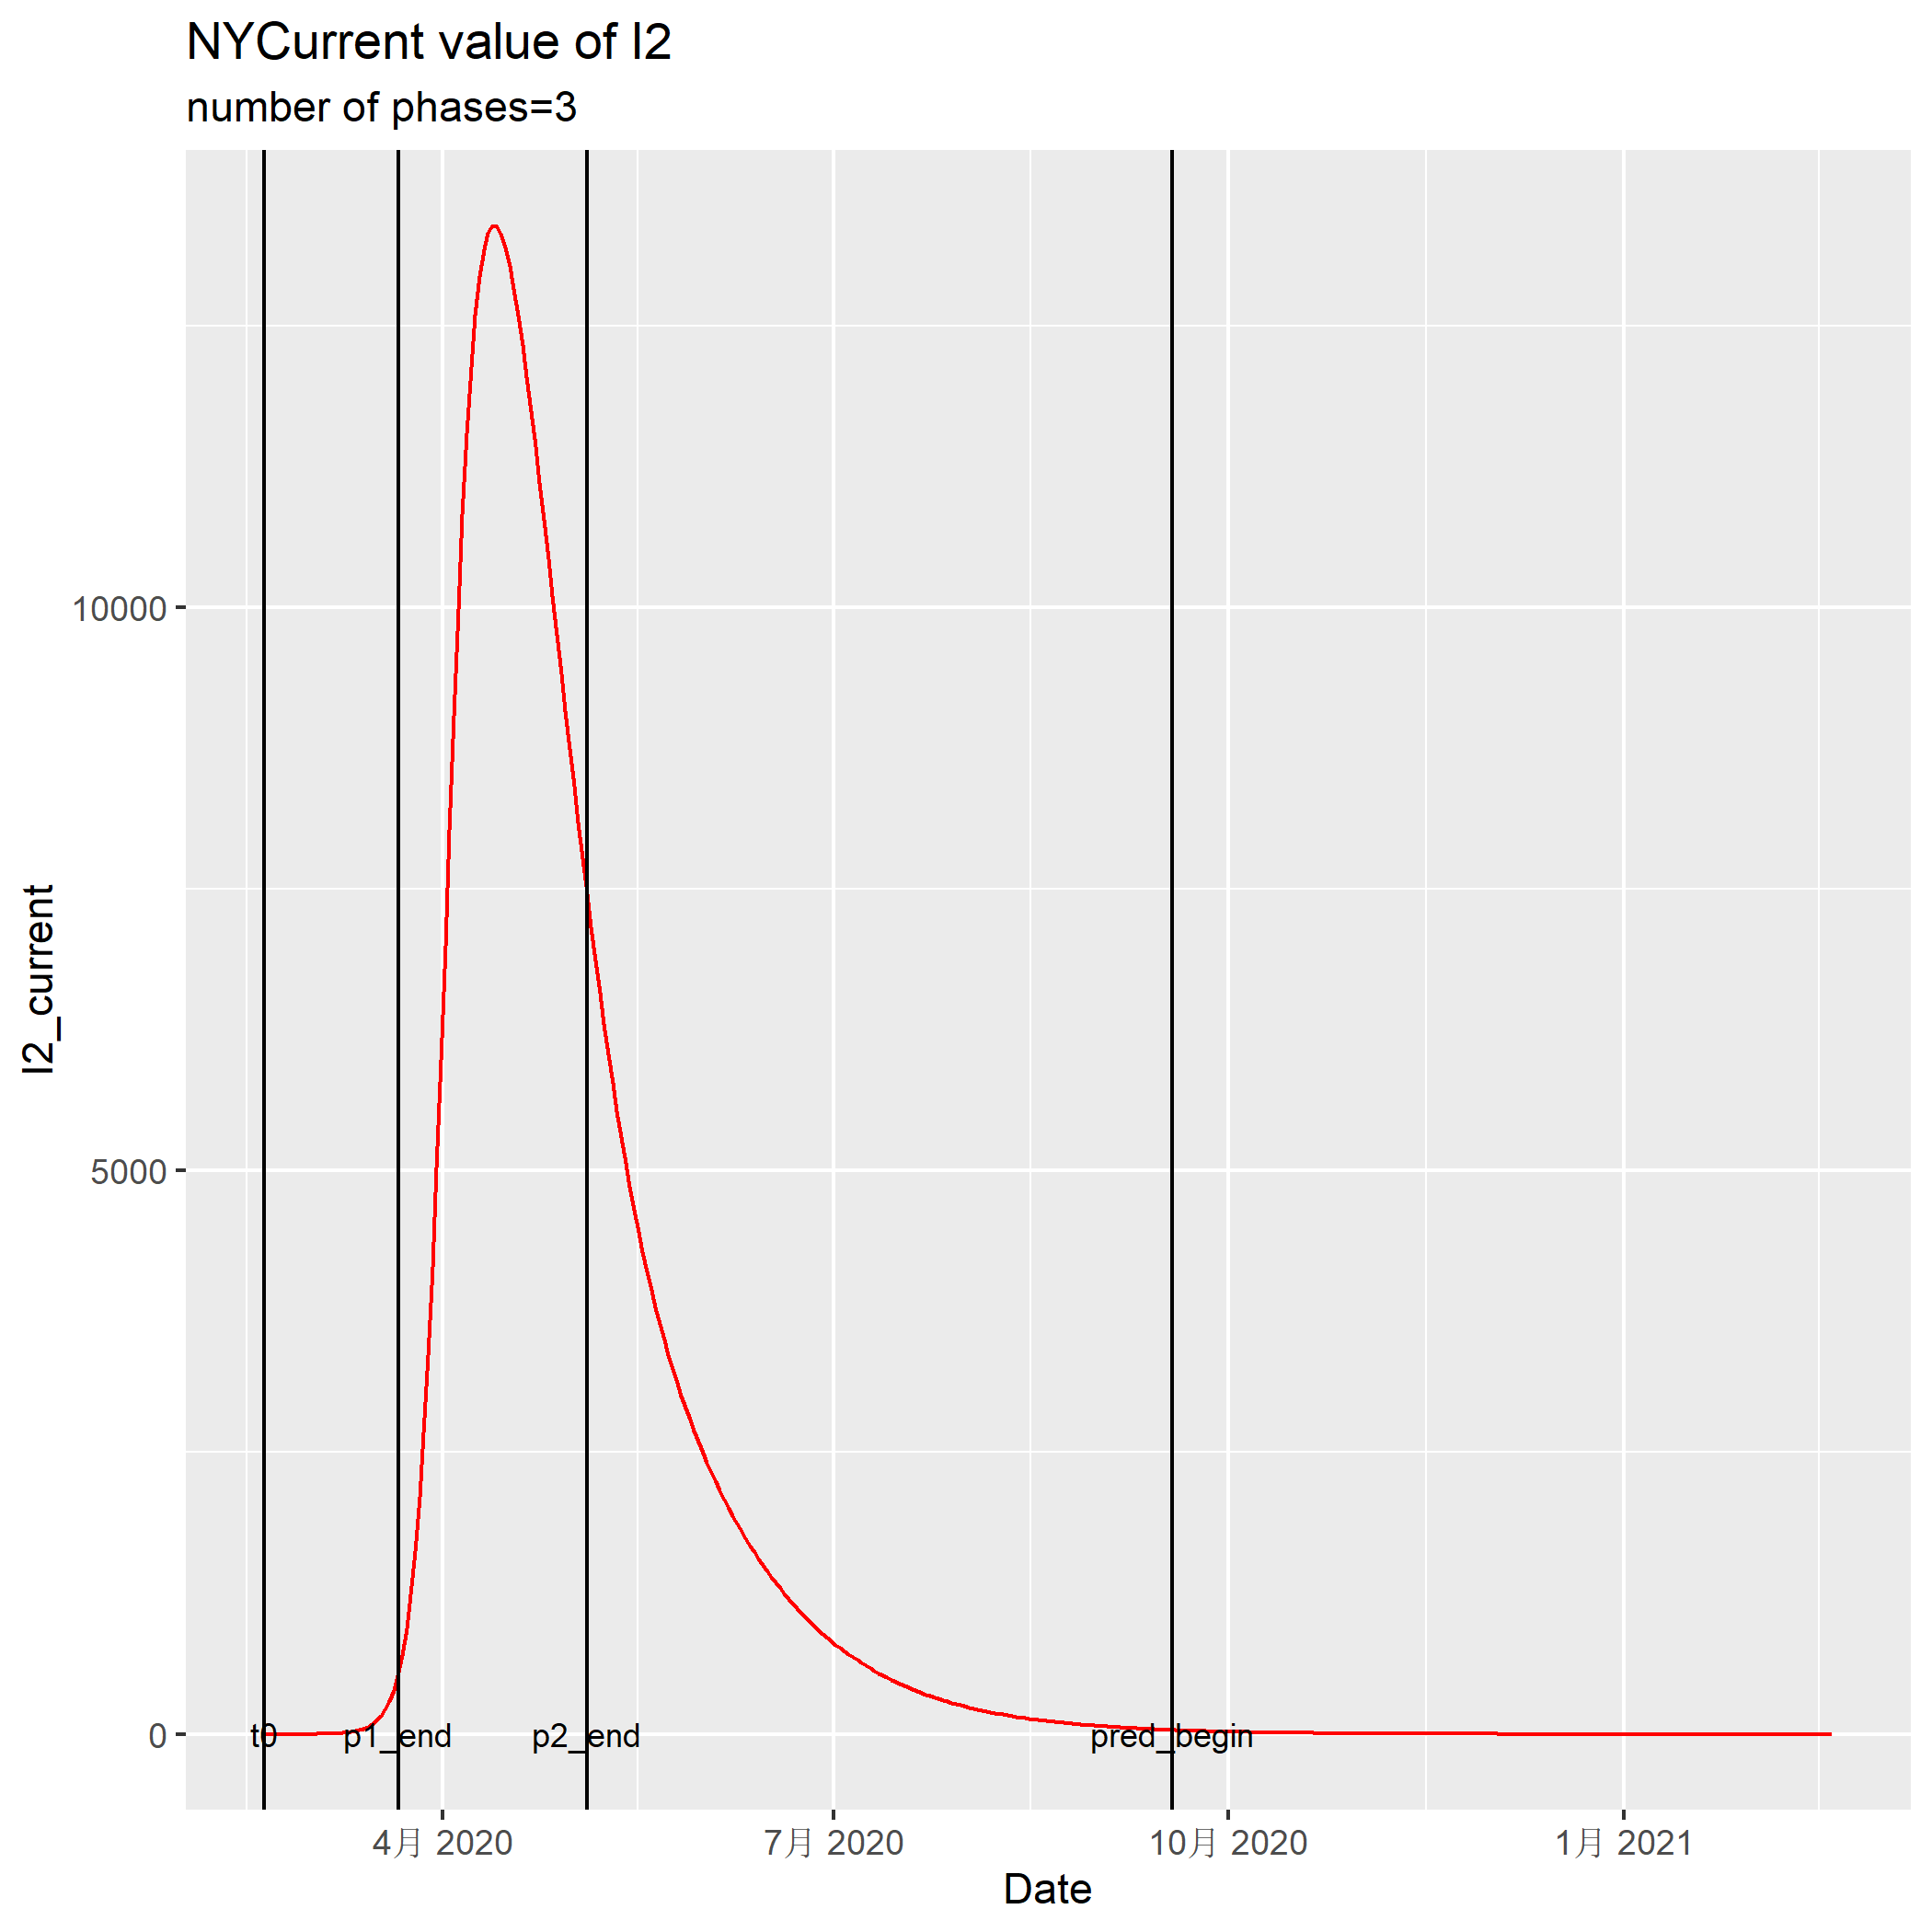 NYCurrent value of I2
number of phases=3
I2_current
10000
5000
0
t0
p1_end
p2_end
pred_begin
4月 2020
7月 2020
10月 2020
1月 2021
Date